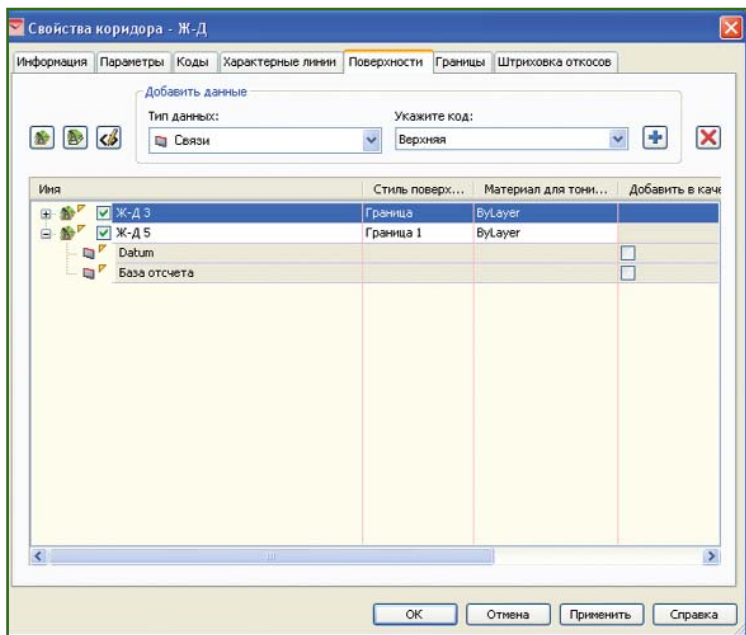 Свойства коридора - Ж-Д
Информация Параметры Коды Характерные линии Поверхности Границы Штриховка откосов
Добавить данные
Тип данных: Укажите код:
Связи Верхняя
Имя Стиль поверх... Материал для тони... Добавить в каче
Ж-Д 3 Граница ByLayer
Ж-Д 5 Граница 1 ByLayer
Datum
База отсчета
OK Отмена Применить Справка